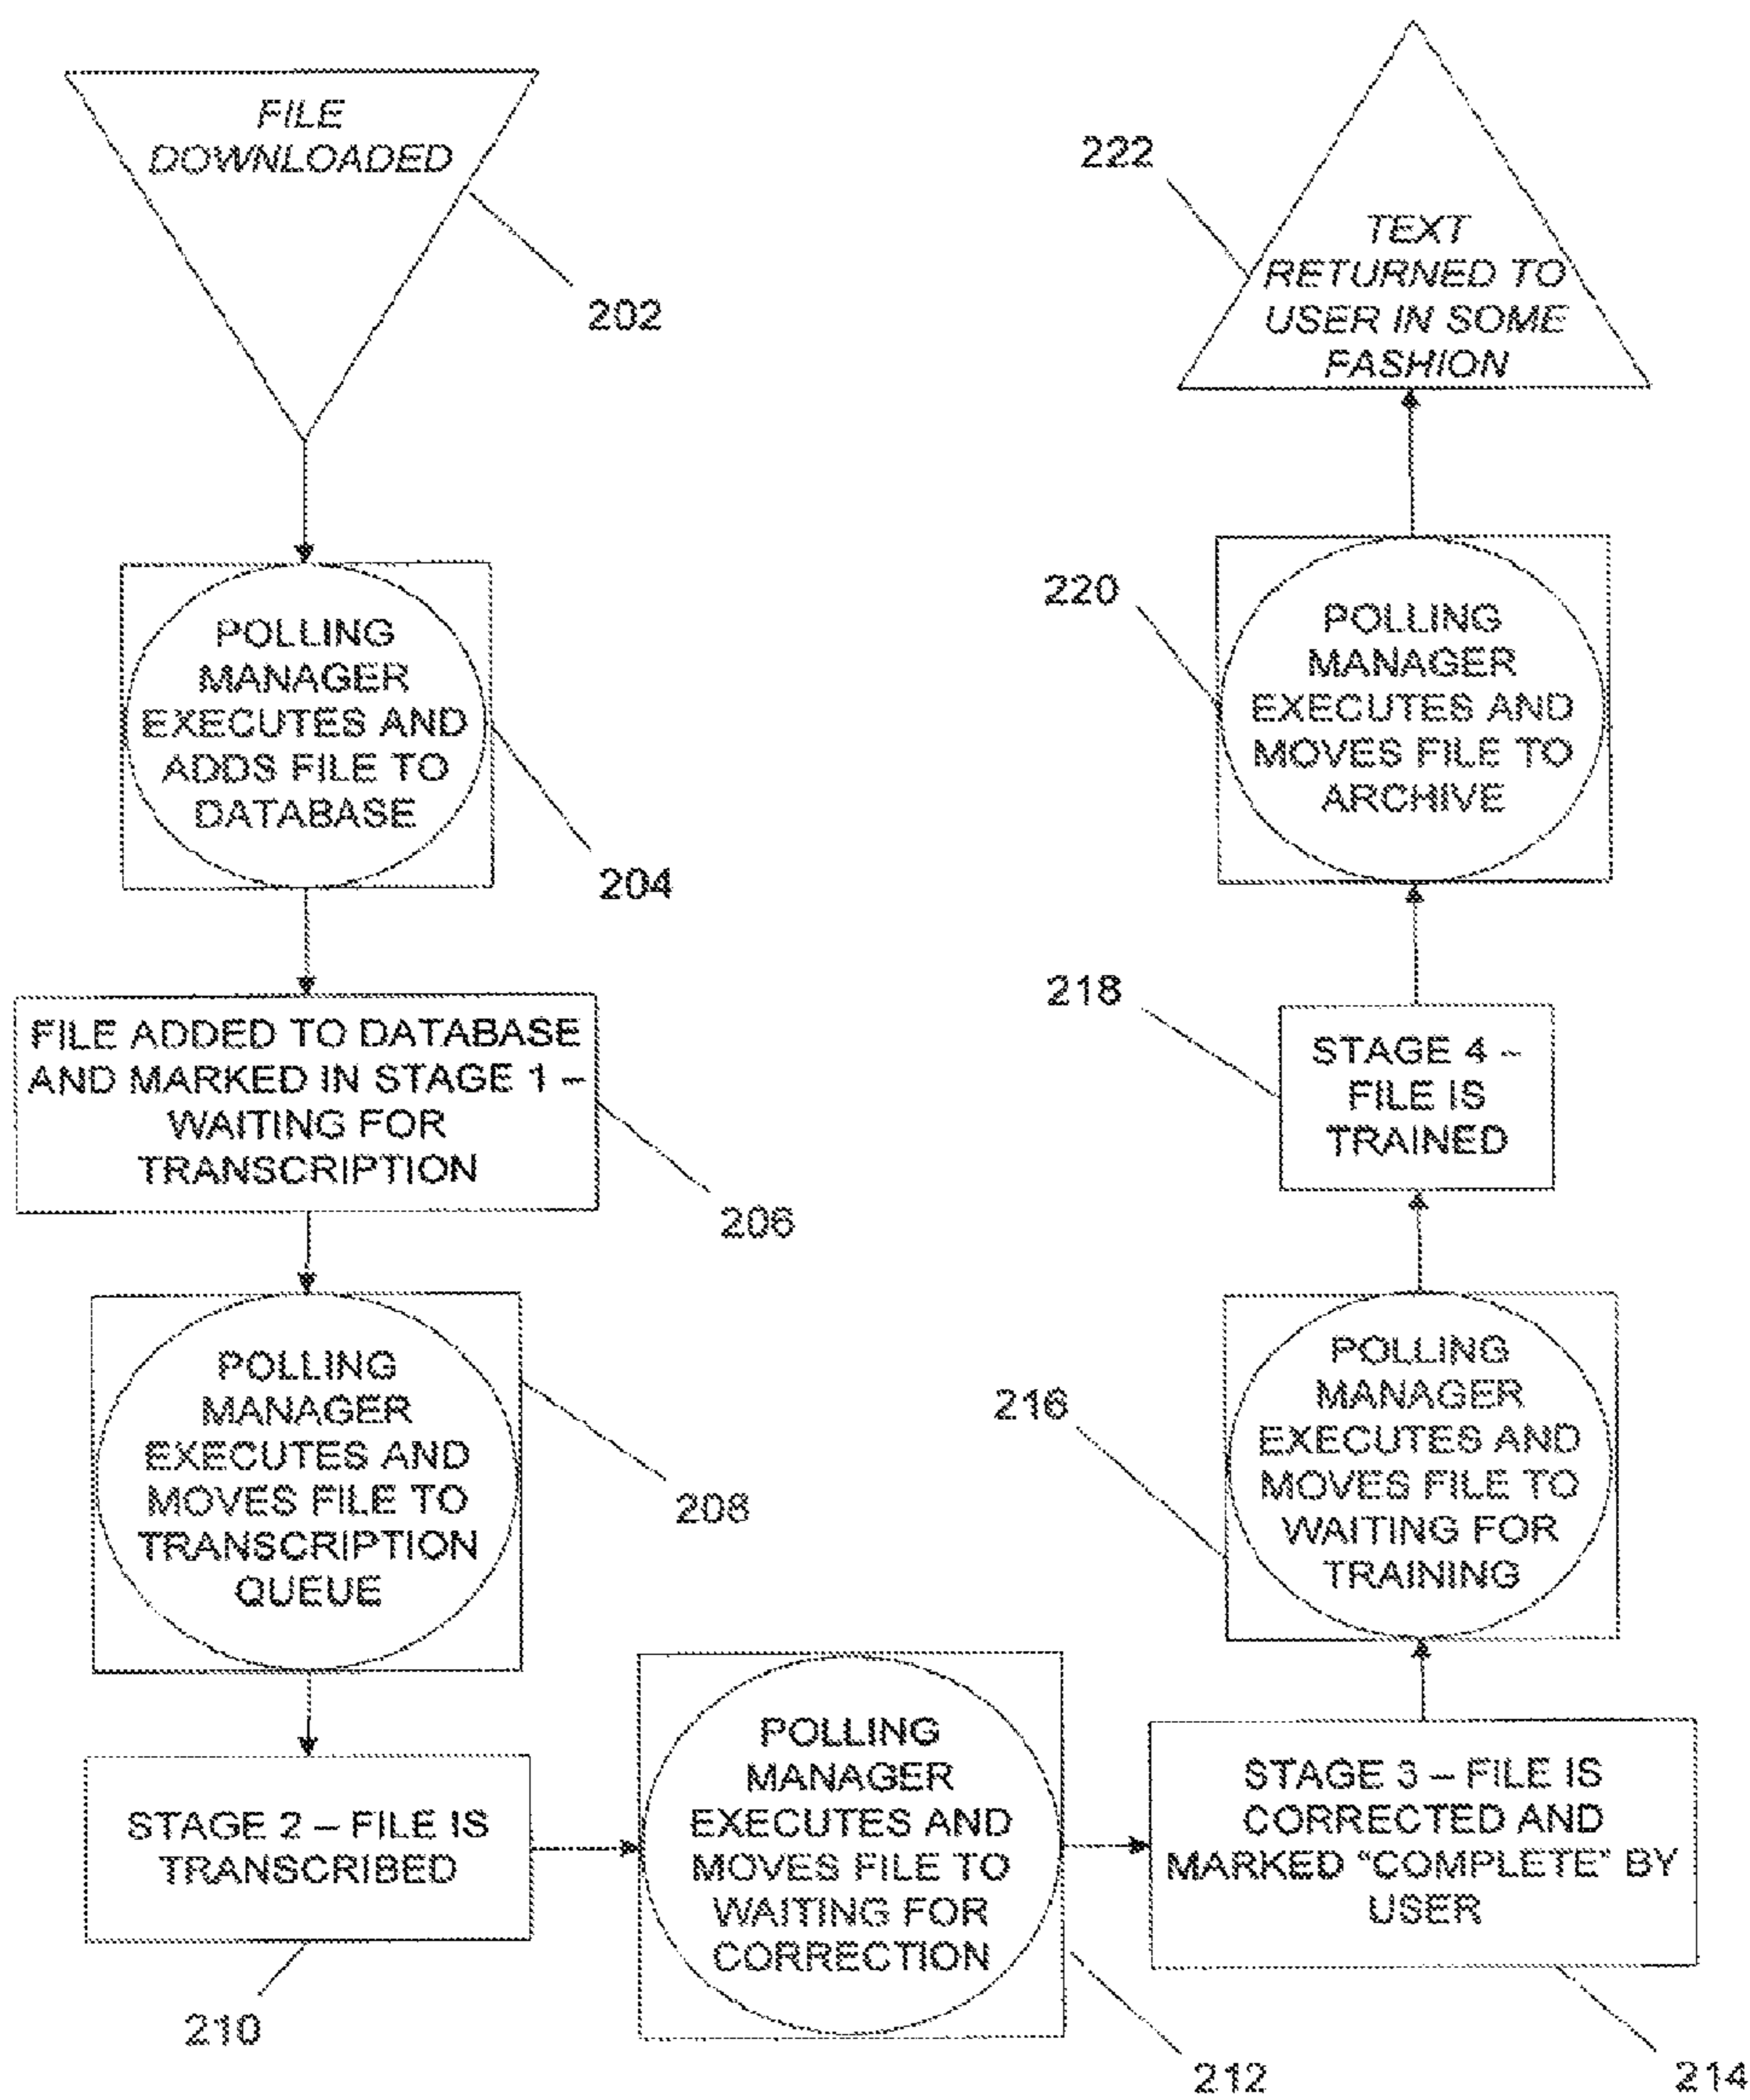 FILE
DOWNLOADED
202
POLLING
MANAGER
EXECUTES AND
ADDS FILE TO
DATABASE
204
FILE ADDED TO DATABASE
AND MARKED IN STAGE 1 –
WAITING FOR
TRANSCRIPTION
206
POLLING
MANAGER
EXECUTES AND
MOVES FILE TO
TRANSCRIPTION
QUEUE
208
STAGE 2 – FILE IS
TRANSCRIBED
210
POLLING
MANAGER
EXECUTES AND
MOVES FILE TO
WAITING FOR
CORRECTION
212
STAGE 3 – FILE IS
CORRECTED AND
MARKED "COMPLETE" BY
USER
214
POLLING
MANAGER
EXECUTES AND
MOVES FILE TO
WAITING FOR
TRAINING
216
STAGE 4 –
FILE IS
TRAINED
218
POLLING
MANAGER
EXECUTES AND
MOVES FILE TO
ARCHIVE
220
TEXT
RETURNED TO
USER IN SOME
FASHION
222